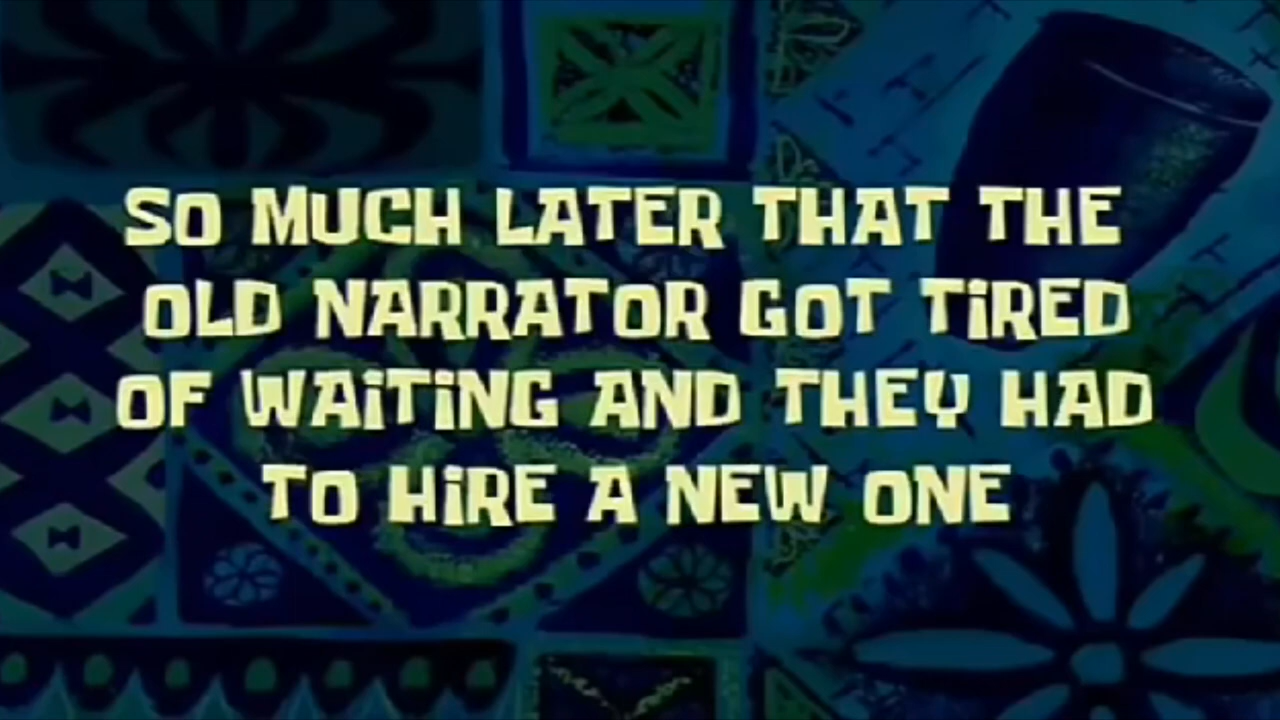 SO MUCH LATER THAT THE
OLD NARRATOR GOT TiRED
OF WAiTiNG AND THEY HAD
TO HiRE A NEW ONE